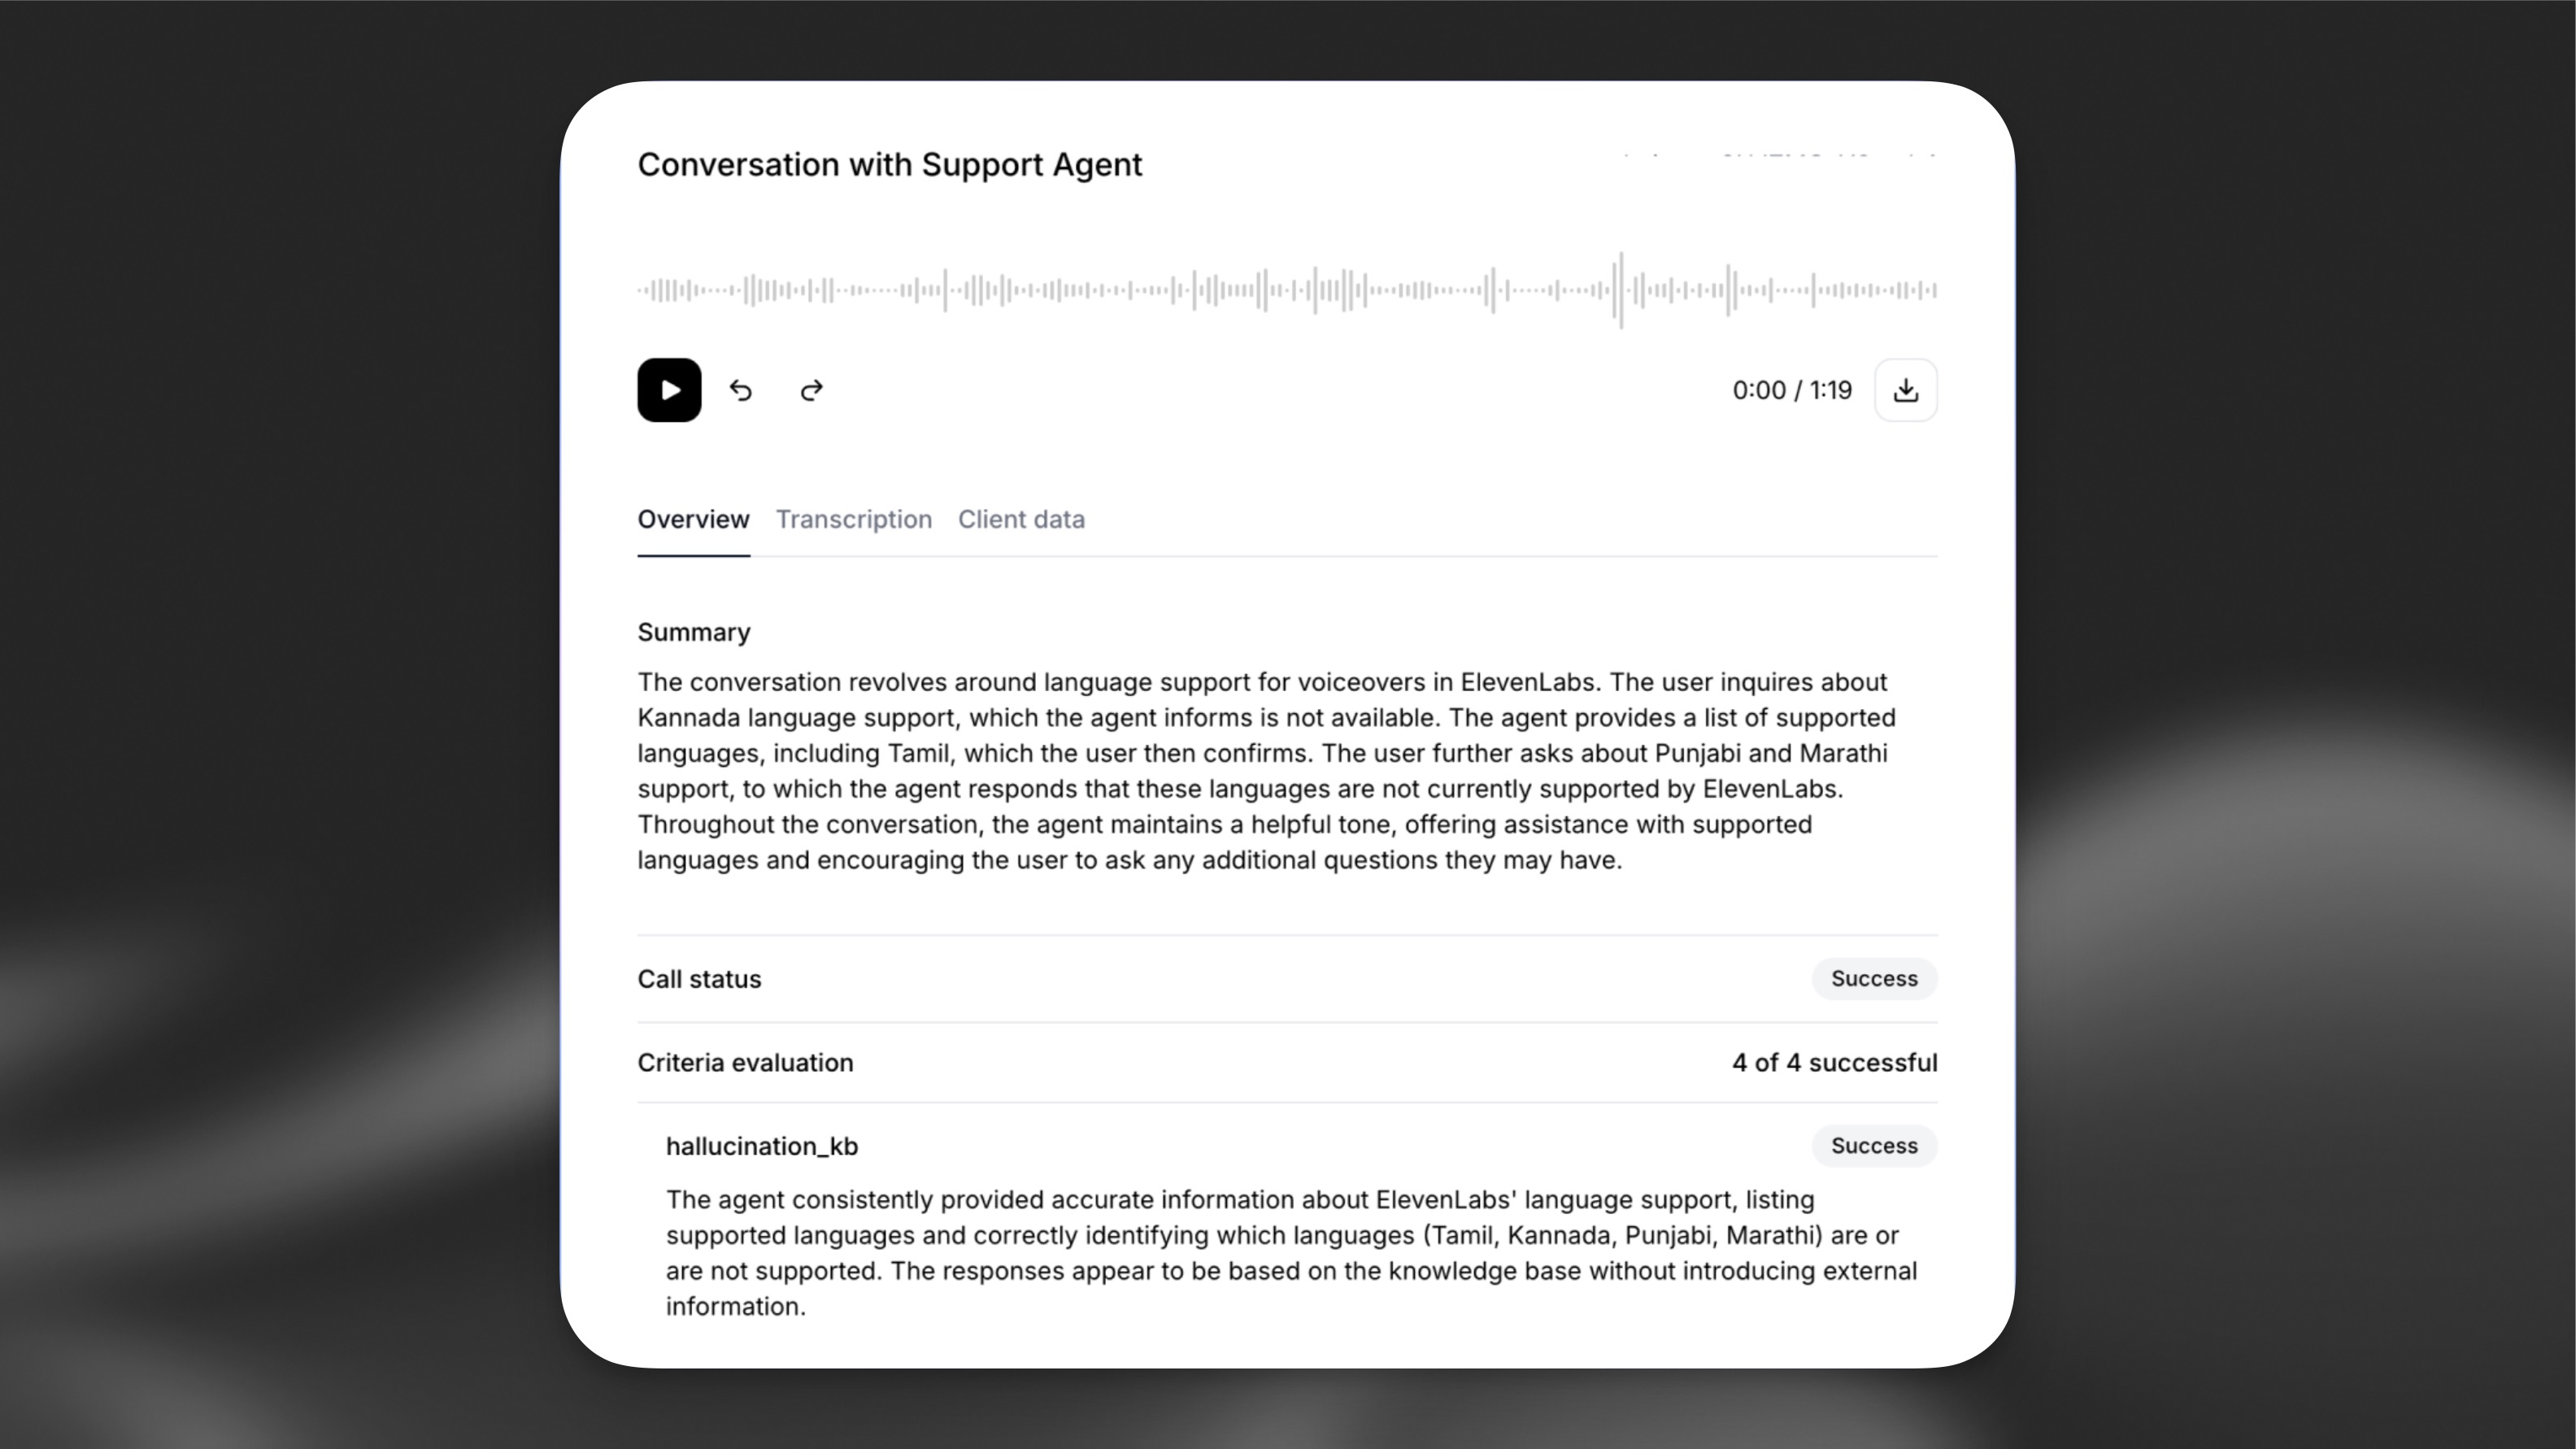 Conversation with Support Agent
0:00 / 1:19
Overview Transcription Client data
Summary
The conversation revolves around language support for voiceovers in ElevenLabs. The user inquires about
Kannada language support, which the agent informs is not available. The agent provides a list of supported
languages, including Tamil, which the user then confirms. The user further asks about Punjabi and Marathi
support, to which the agent responds that these languages are not currently supported by ElevenLabs.
Throughout the conversation, the agent maintains a helpful tone, offering assistance with supported
languages and encouraging the user to ask any additional questions they may have.
Call status Success
Criteria evaluation 4 of 4 successful
hallucination_kb Success
The agent consistently provided accurate information about ElevenLabs' language support, listing
supported languages and correctly identifying which languages (Tamil, Kannada, Punjabi, Marathi) are or
are not supported. The responses appear to be based on the knowledge base without introducing external
information.